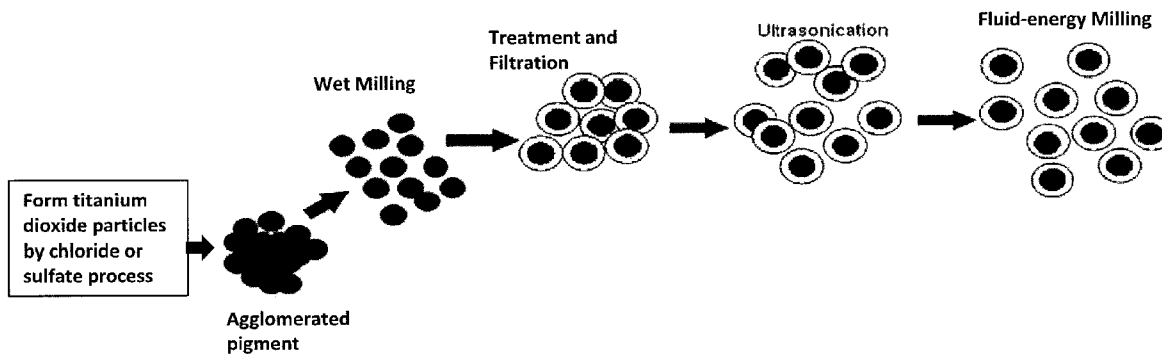 Form titanium
dioxide particles
by chloride or
sulfate process
Agglomerated
pigment
Wet Milling
Treatment and
Filtration
Ultrasonication
Fluid-energy Milling